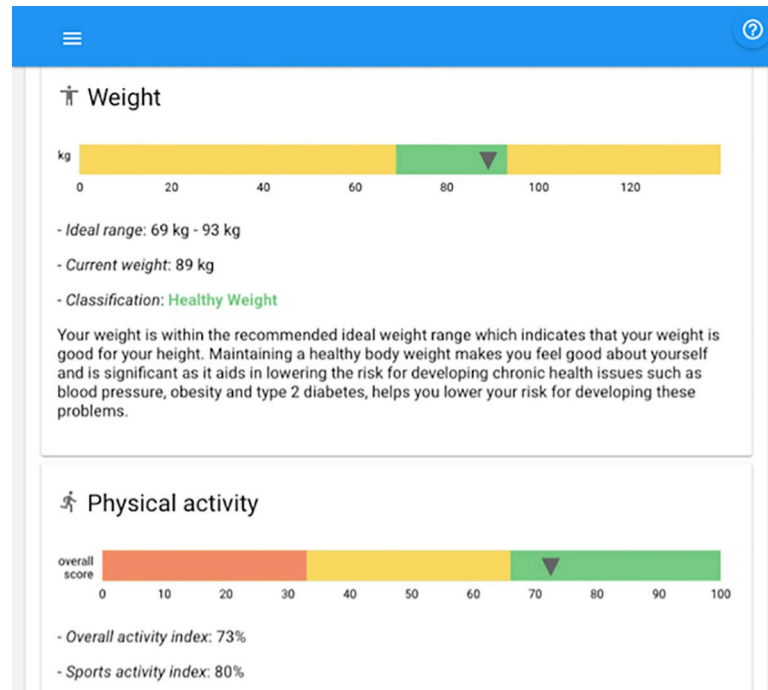 Weight
kg
0 20 40 60 80 100 120
- Ideal range: 69 kg - 93 kg
- Current weight: 89 kg
- Classification: Healthy Weight
Your weight is within the recommended ideal weight range which indicates that your weight is
good for your height. Maintaining a healthy body weight makes you feel good about yourself
and is significant as it aids in lowering the risk for developing chronic health issues such as
blood pressure, obesity and type 2 diabetes, helps you lower your risk for developing these
problems.
Physical activity
overall
score
0 10 20 30 40 50 60 70 80 90 100
- Overall activity index: 73%
- Sports activity index: 80%